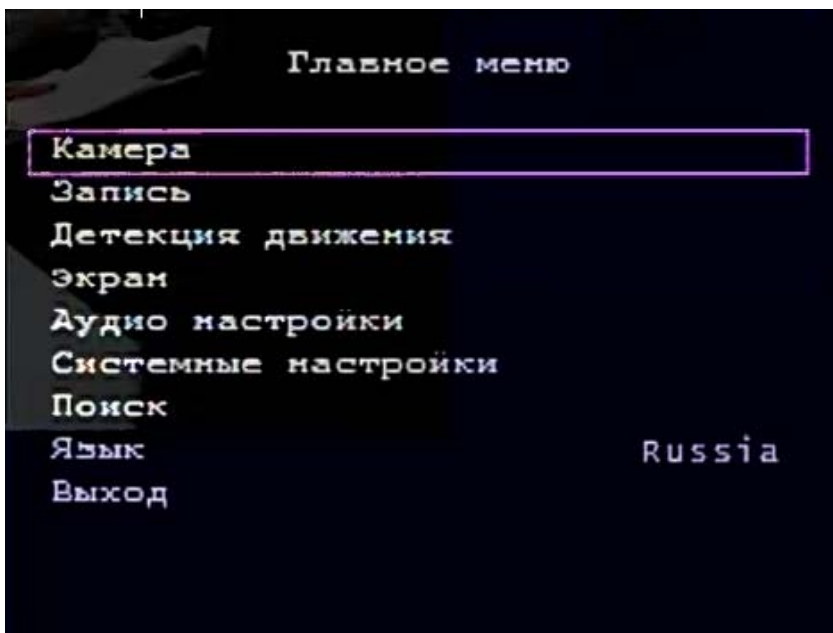 Главное меню
Камера
Запись
Детекция движения
Экран
Аудио настройки
Системные настройки
Поиск
Язык Russia
Выход